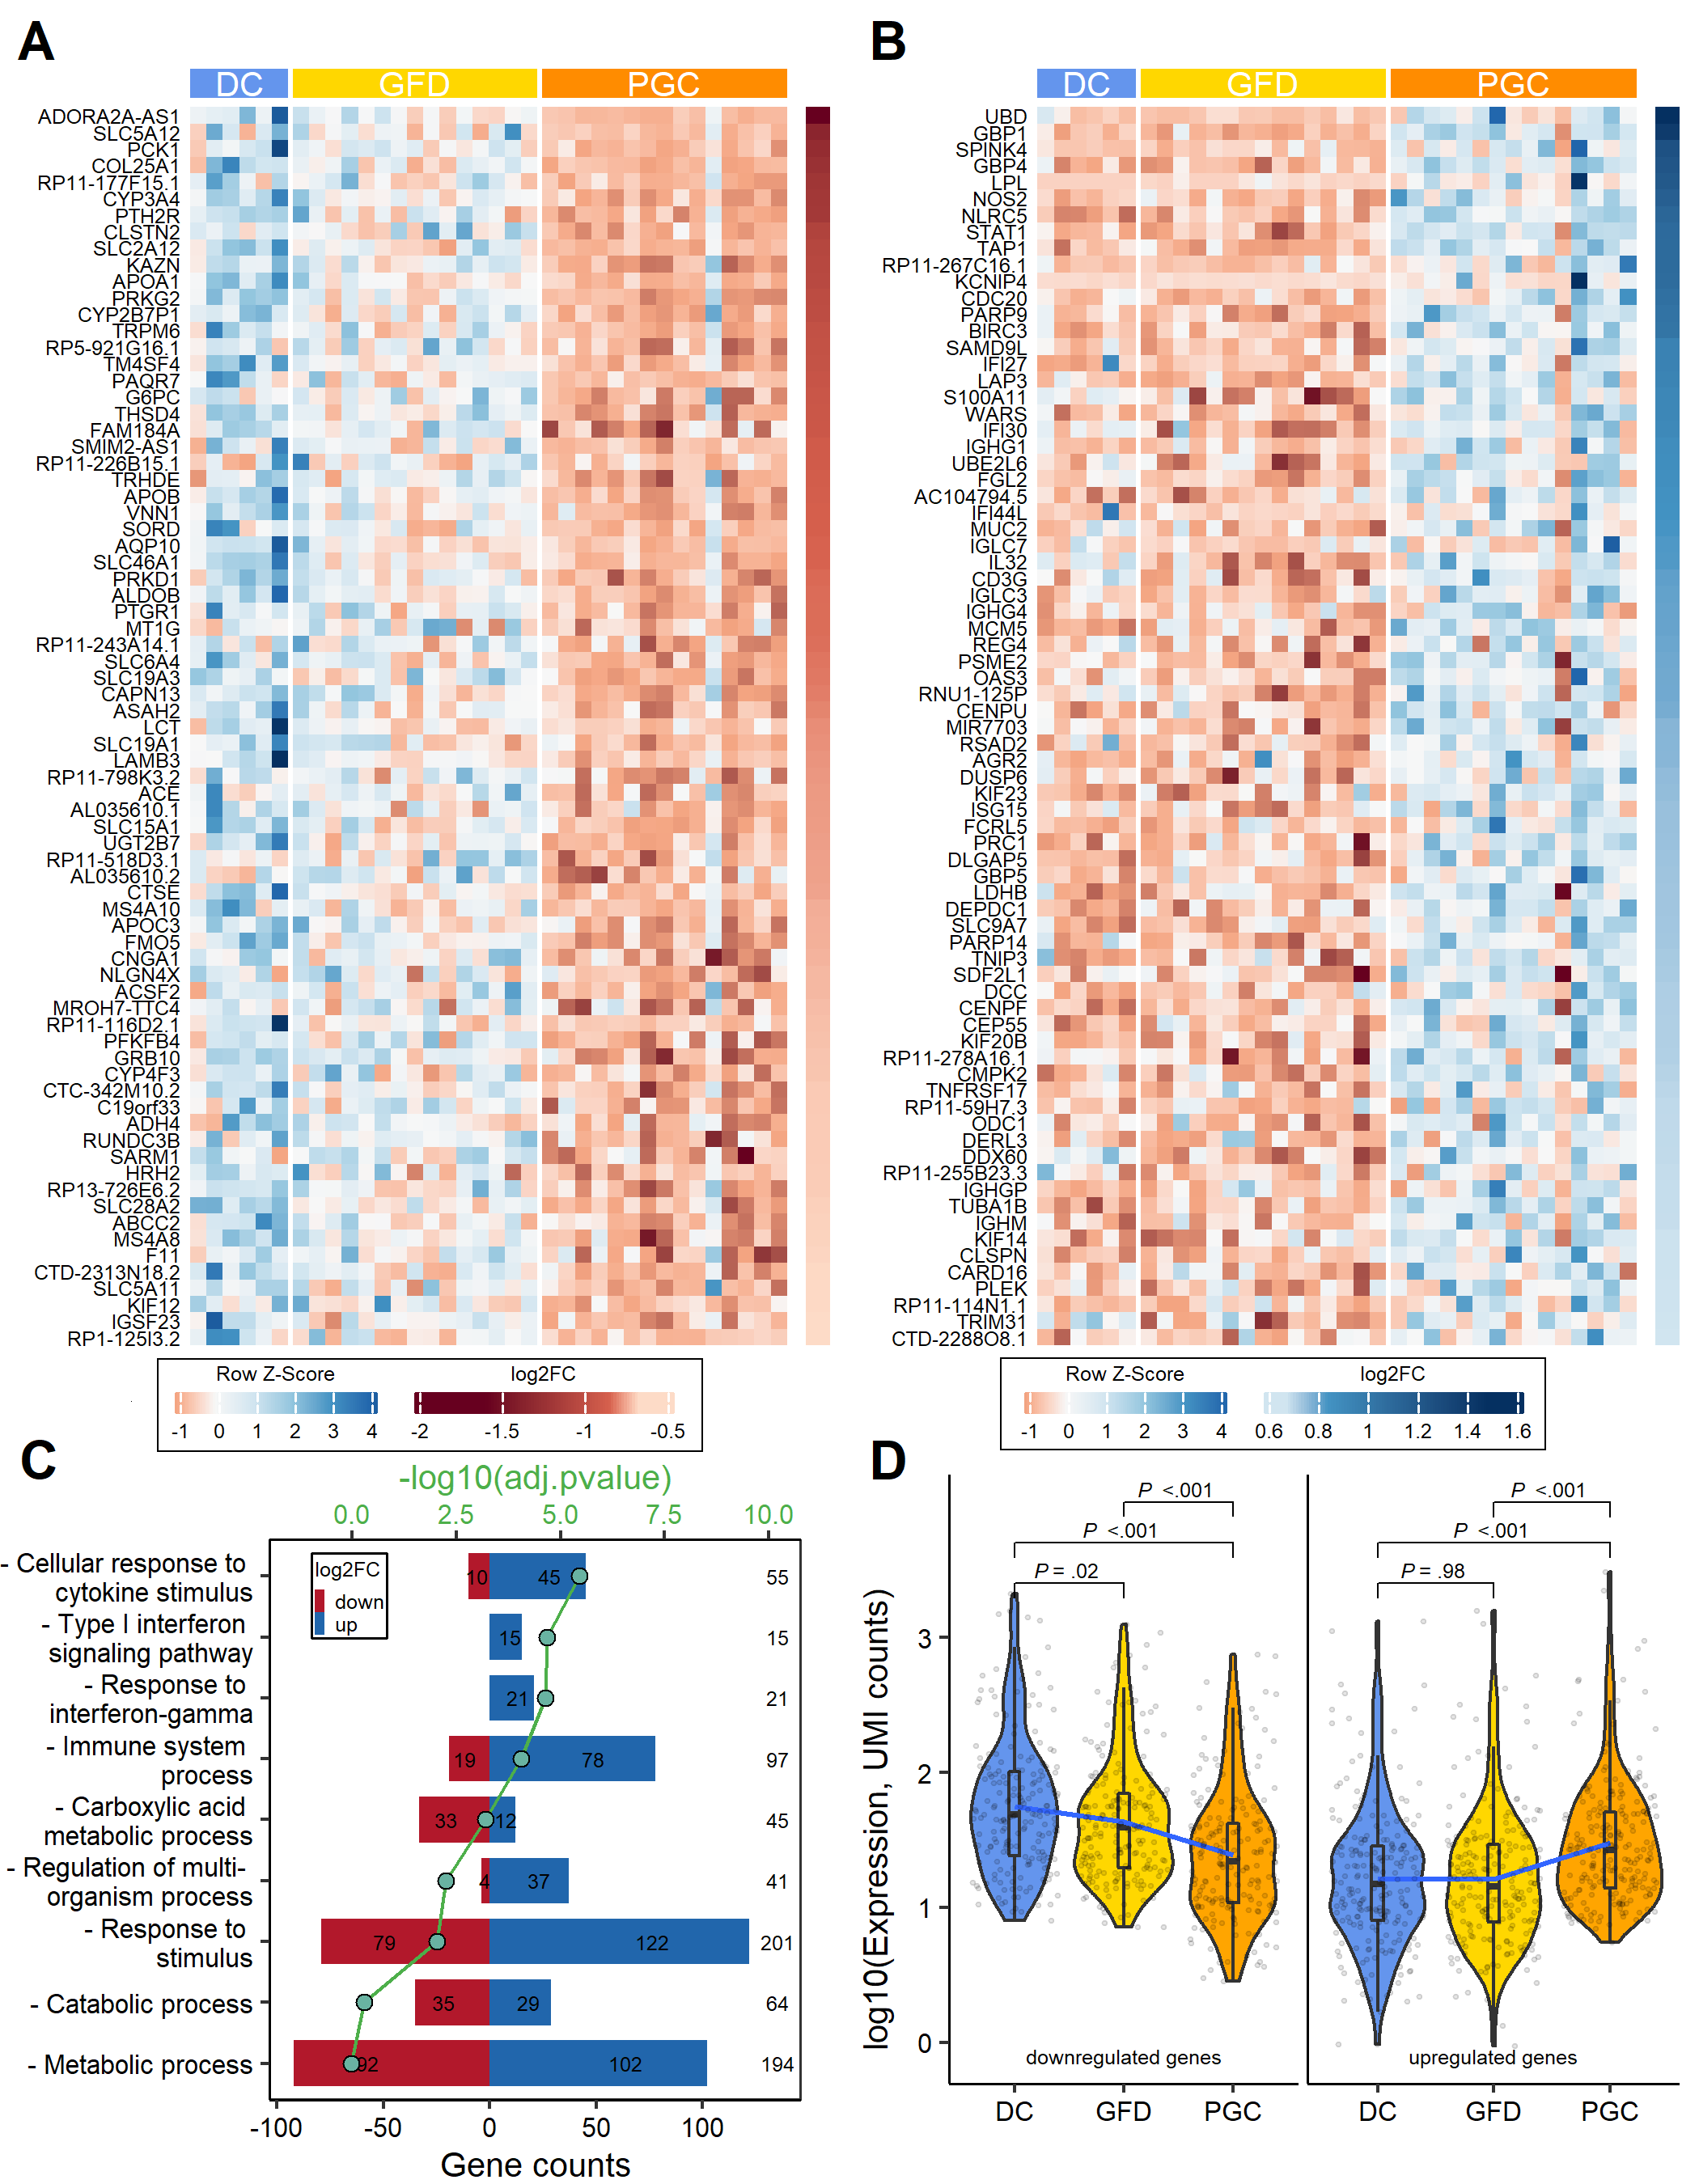 A
DC GFD PGC
ADORA2A-AS1
SLC5A12
PCK1
COL25A1
RP11-177F15.1
CYP3A4
PTH2R
CLSTN2
SLC2A12
KAZN
APOA1
PRKG2
CYP2B7P1
TRPM6
RP5-921G16.1
TM4SF4
PAQR7
G6PC
THSD4
FAM184A
SMIM2-AS1
RP11-226B15.1
TRHDE
APOB
VNN1
SORD
AQP10
SLC46A1
PRKD1
ALDOB
PTGR1
MT1G
RP11-243A14.1
SLC6A4
SLC19A3
CAPN13
ASAH2
LCT
SLC19A1
LAMB3
RP11-798K3.2
ACE
AL035610.1
SLC15A1
UGT2B7
RP11-518D3.1
AL035610.2
CTSE
MS4A10
APOC3
FMO5
CNGA1
NLGN4X
ACSF2
MROH7-TTC4
RP11-116D2.1
PFKFB4
GRB10
CYP4F3
CTC-342M10.2
C19orf33
ADH4
RUNDC3B
SARM1
HRH2
RP13-726E6.2
SLC28A2
ABCC2
MS4A8
F11
CTD-2313N18.2
SLC5A11
KIF12
IGSF23
RP1-125I3.2
Row Z-Score log2FC
-1 0 1 2 3 4 -2 -1.5 -1 -0.5
B
DC GFD PGC
UBD
GBP1
SPINK4
GBP4
LPL
NOS2
NLRC5
STAT1
TAP1
RP11-267C16.1
KCNIP4
CDC20
PARP9
BIRC3
SAMD9L
IFI27
LAP3
S100A11
WARS
IFI30
IGHG1
UBE2L6
FGL2
AC104794.5
IFI44L
MUC2
IGLC7
IL32
CD3G
IGLC3
IGHG4
MCM5
REG4
PSME2
OAS3
RNU1-125P
CENPU
MIR7703
RSAD2
AGR2
DUSP6
KIF23
ISG15
FCRL5
PRC1
DLGAP5
GBP5
LDHB
DEPDC1
SLC9A7
PARP14
TNIP3
SDF2L1
DCC
CENPF
CEP55
KIF20B
RP11-278A16.1
CMPK2
TNFRSF17
RP11-59H7.3
ODC1
DERL3
DDX60
RP11-255B23.3
IGHGP
TUBA1B
IGHM
KIF14
CLSPN
CARD16
PLEK
RP11-114N1.1
TRIM31
CTD-2288O8.1
Row Z-Score log2FC
-1 0 1 2 3 4 0.6 0.8 1 1.2 1.4 1.6
C
-log10(adj.pvalue)
0.0 2.5 5.0 7.5 10.0
log2FC
down
up
- Cellular response to
cytokine stimulus
10 45 55
- Type I interferon
signaling pathway
15 15
- Response to
interferon-gamma
21 21
- Immune system
process
19 78 97
- Carboxylic acid
metabolic process
33 12 45
- Regulation of multi-
organism process
4 37 41
- Response to
stimulus
79 122 201
- Catabolic process
35 29 64
- Metabolic process
92 102 194
-100 -50 0 50 100
Gene counts
D
log10(Expression, UMI counts)
3
2
1
0
P <.001
P <.001
P = .02
downregulated genes
DC GFD PGC
P <.001
P <.001
P = .98
upregulated genes
DC GFD PGC